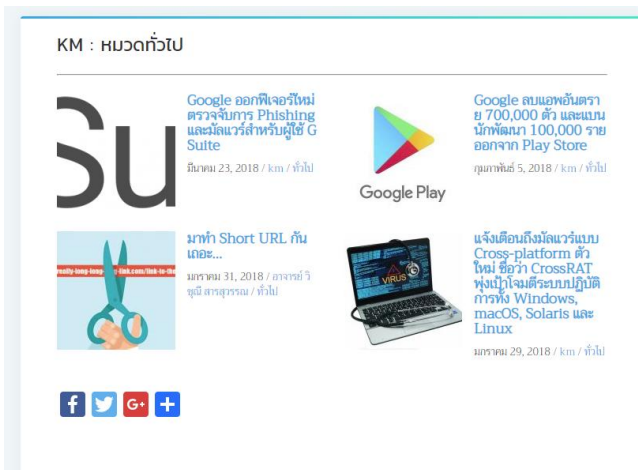 KM : หมวดทั่วไป
Su
Google ออกฟีเจอร์ใหม่
ตรวจจับการ Phishing
และมัลแวร์สำหรับผู้ใช้ G
Suite
มีนาคม 23, 2018 / km / ทั่วไป
Google Play
Google ลบแอพอันตรา
ย 700,000 ตัว และแบน
นักพัฒนา 100,000 ราย
ออกจาก Play Store
กุมภาพันธ์ 5, 2018 / km / ทั่วไป
really-long-long-
-link.com/link-to-the
มาทำ Short URL กัน
เถอะ...
มกราคม 31, 2018 / อาจารย์ วิ
ชุณี สารสุวรรณ / ทั่วไป
VIRUS
แจ้งเตือนถึงมัลแวร์แบบ
Cross-platform ตัว
ใหม่ ชื่อว่า CrossRAT
พุ่งเป้าโจมตีระบบปฏิบัติ
การทั้ง Windows,
macOS, Solaris และ
Linux
มกราคม 29, 2018 / km / ทั่วไป
f
G+